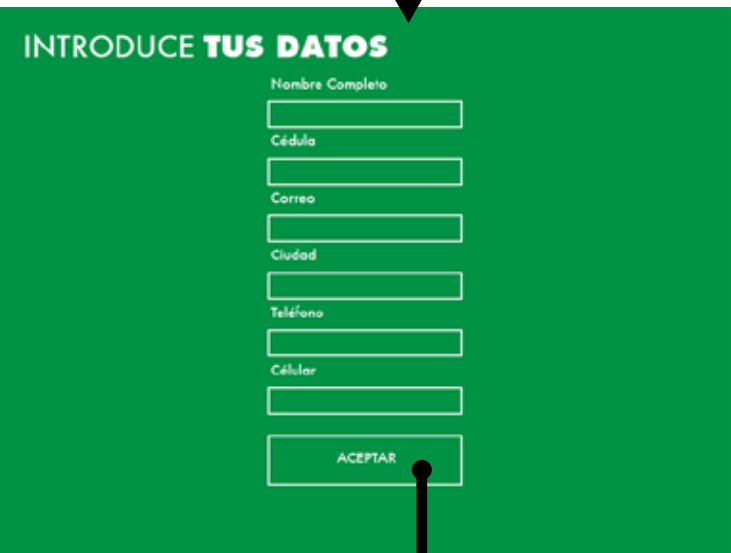 INTRODUCE TUS DATOS
Nombre Completo
Cédula
Correo
Ciudad
Teléfono
Célular
ACEPTAR